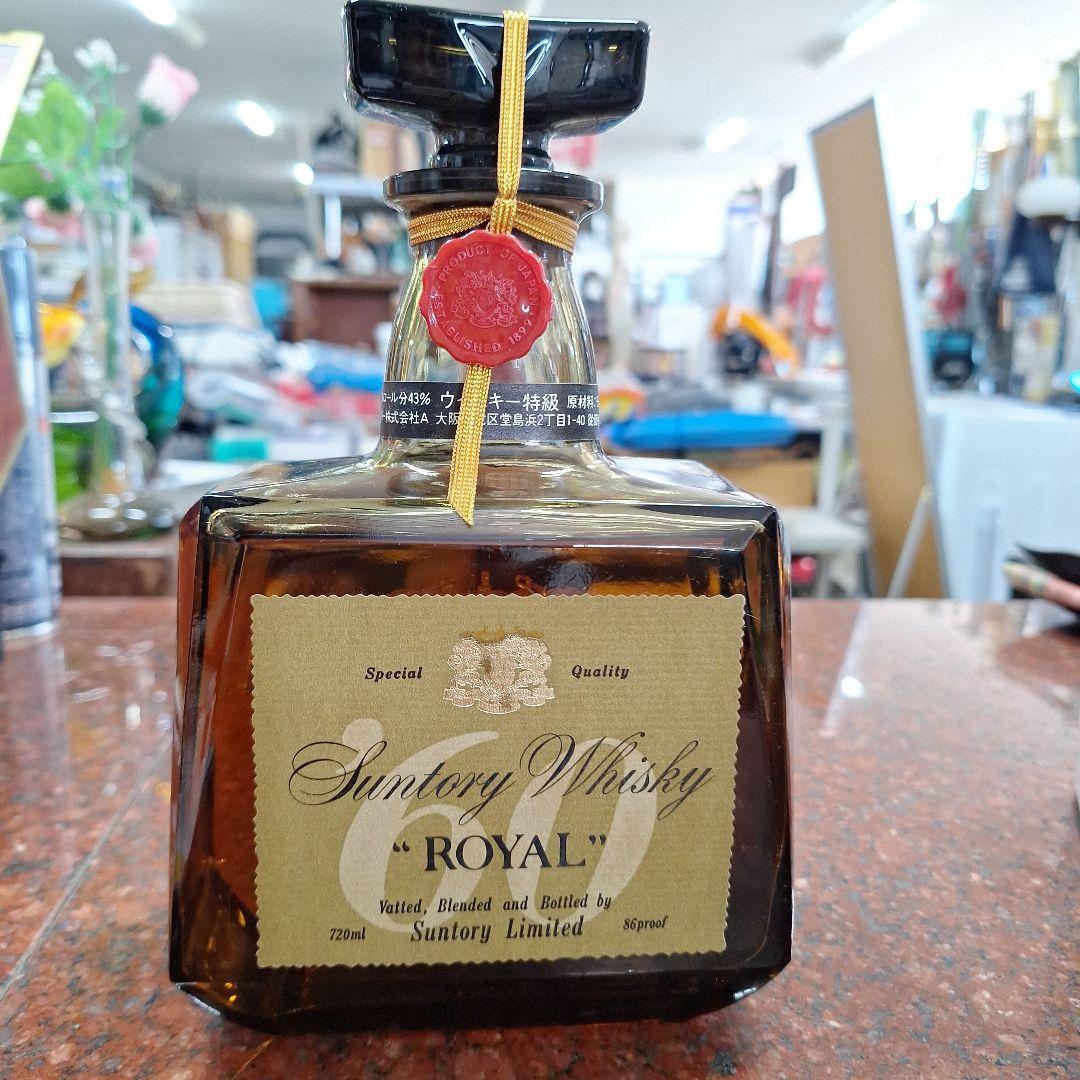 PRODUCT OF JAPAN
ESTABLISHED 1899
コール分43% ウイスキー特級 原材料
ー株式会社A 大阪 区堂島浜2丁目1-40
Special Quality
'60
Suntory Whisky
“ROYAL”
Vatted, Blended and Bottled by
720ml Suntory Limited 86proof